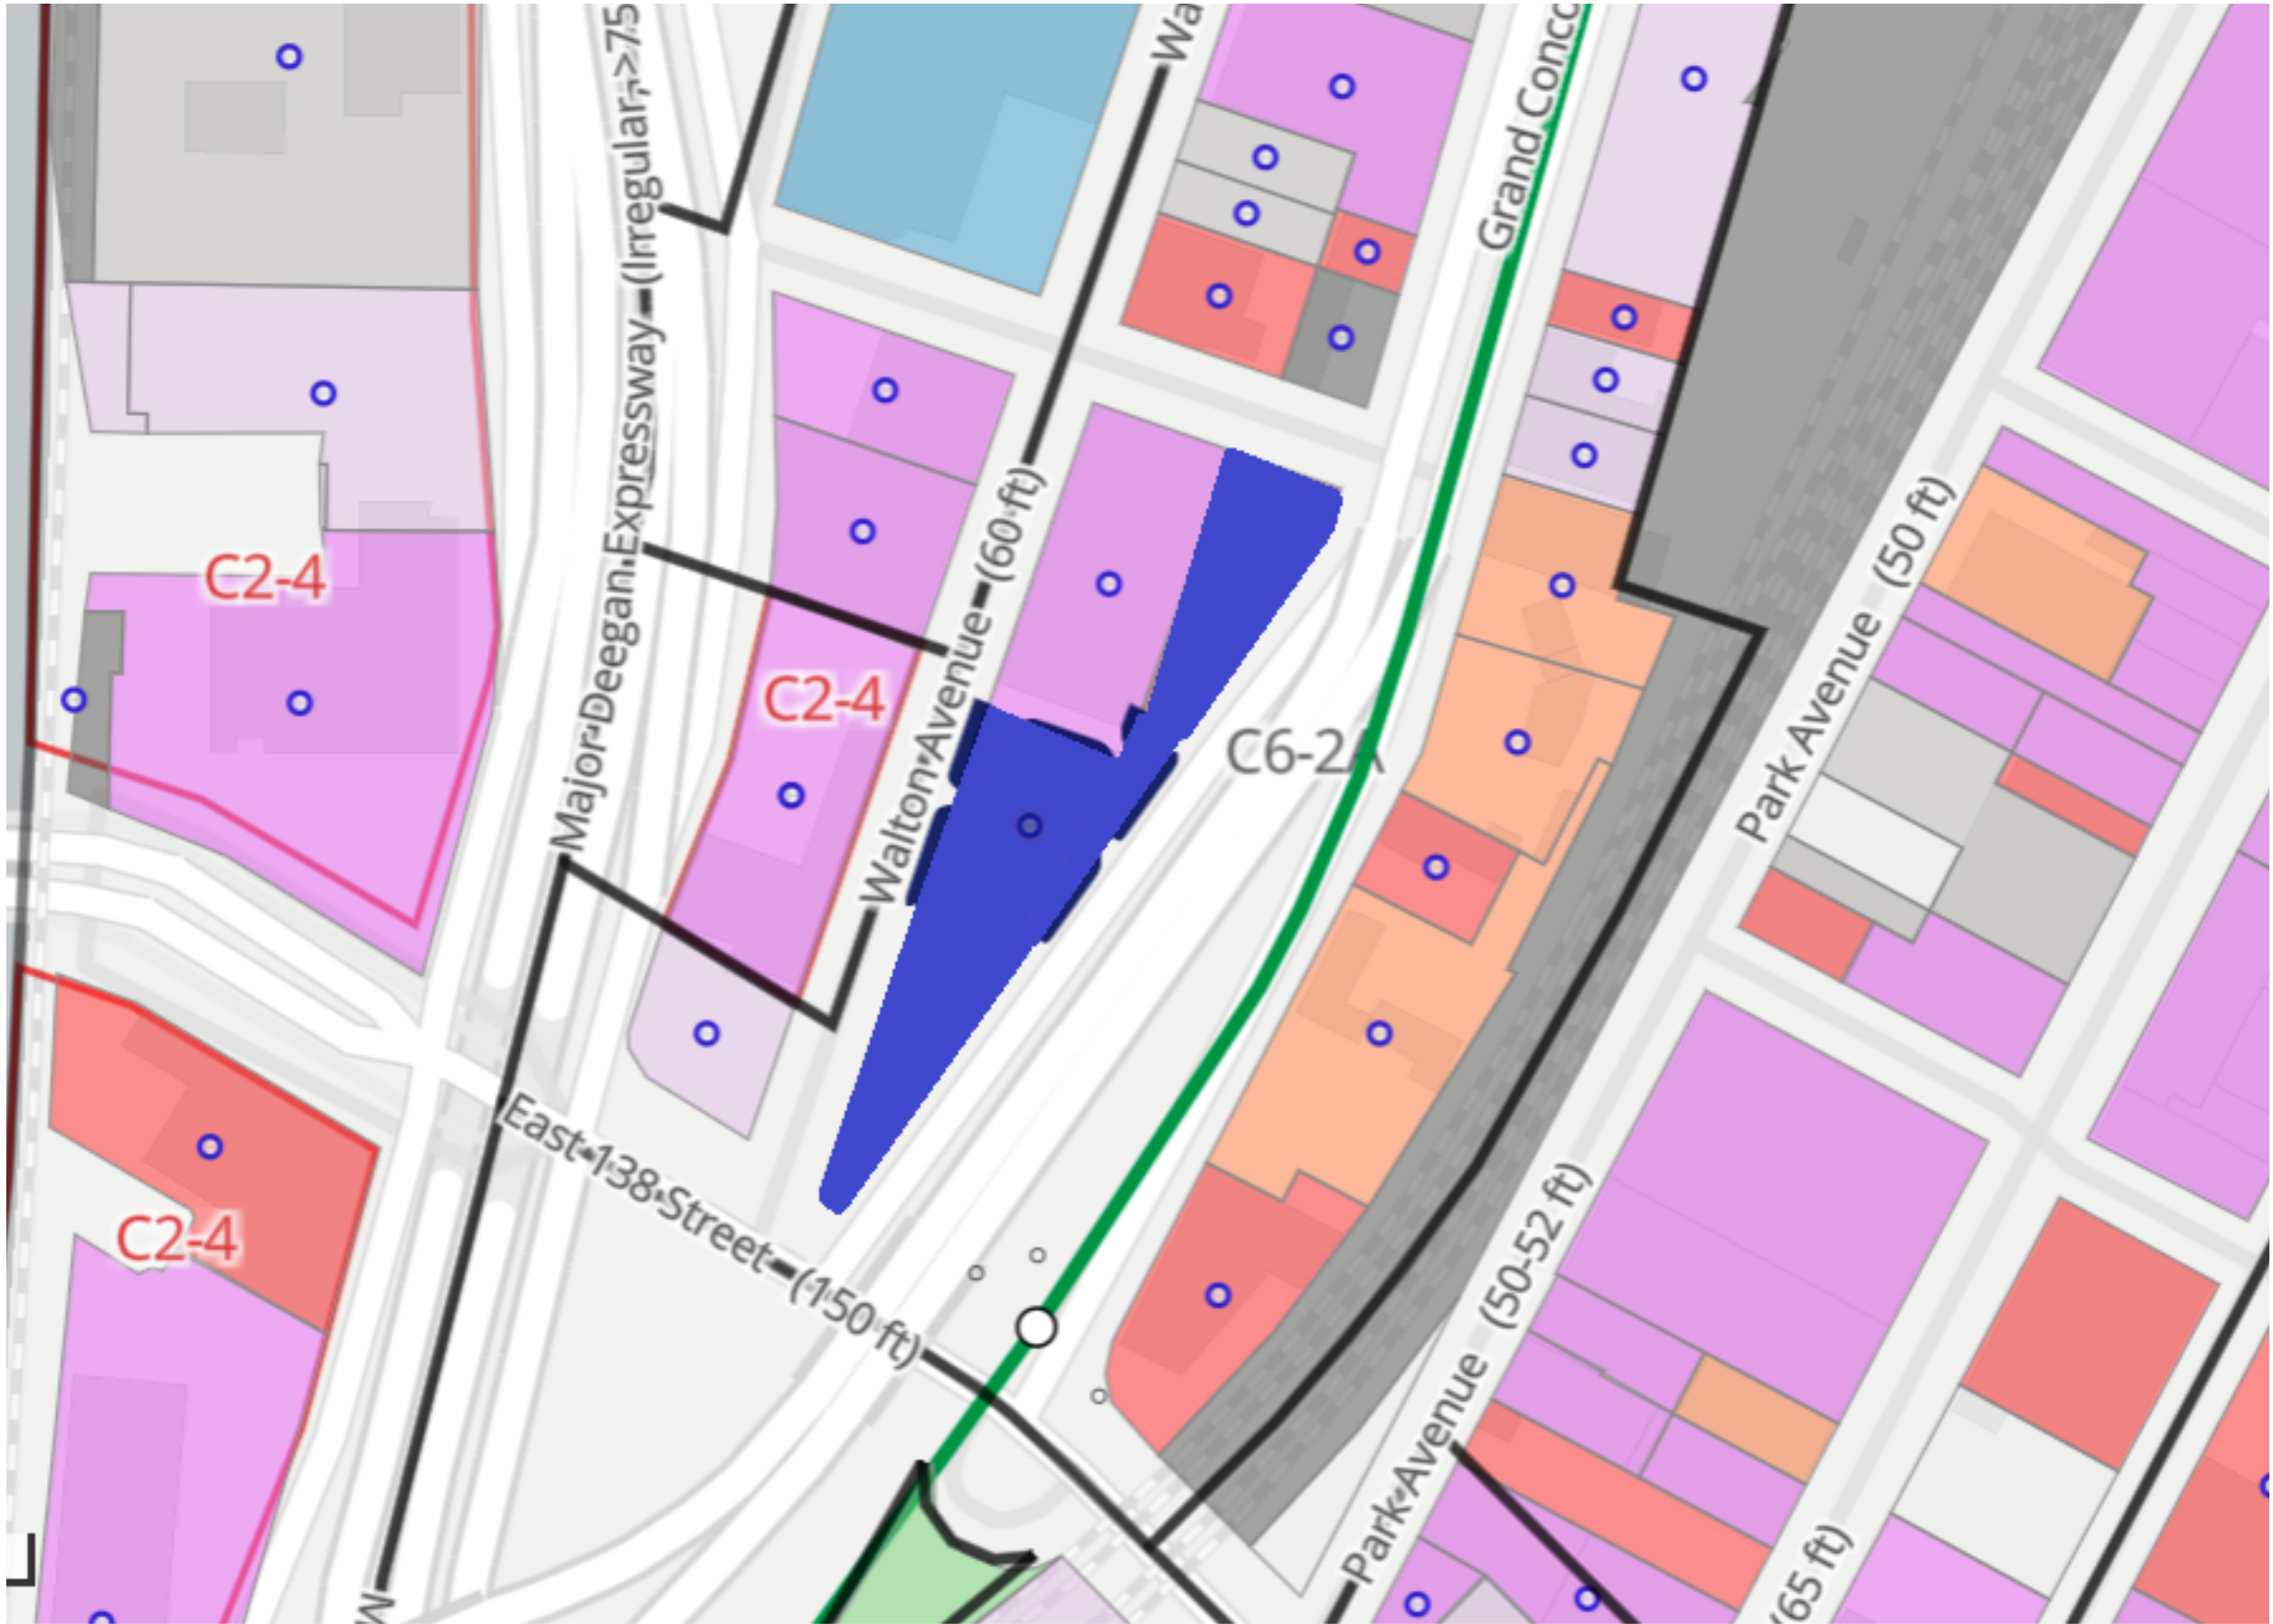 Major Deegan Expressway (Irregular, >75
Wa
Grand Conco
Walton Avenue (60 ft)
C2-4
C2-4
C6-2A
Park Avenue (50 ft)
East 138 Street (150 ft)
C2-4
Park Avenue (50-52 ft)
(65 ft)